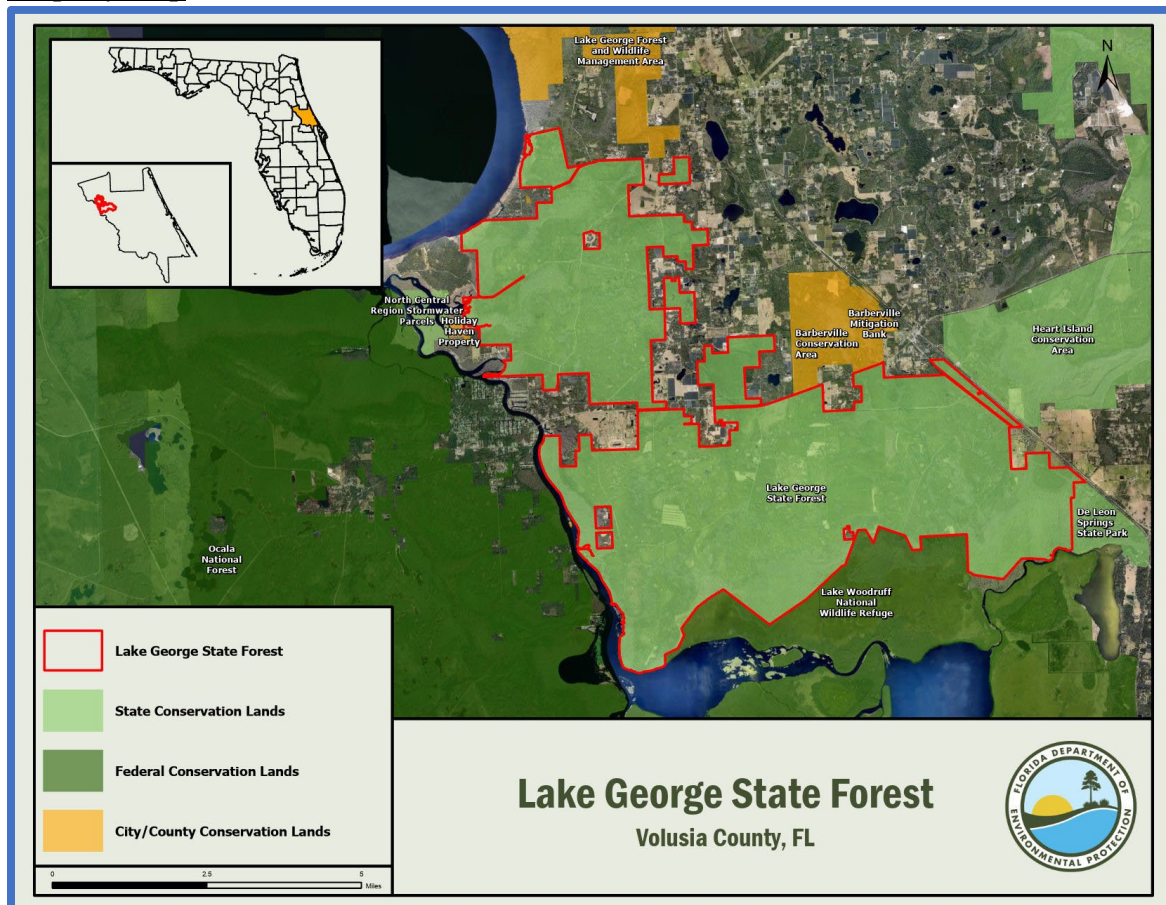 Lake George Forest
and Wildlife
Management Area
N
North Central
Region Stormwater
Parcels
Holiday
Haven
Property
Barberville
Mitigation
Bank
Barberville
Conservation
Area
Heart Island
Conservation
Area
Lake George
State Forest
De Leon
Springs
State Park
Ocala
National
Forest
Lake Woodruff
National
Wildlife Refuge
Lake George State Forest
State Conservation Lands
Federal Conservation Lands
City/County Conservation Lands
0 2.5 5
Miles
Lake George State Forest
Volusia County, FL
FLORIDA DEPARTMENT OF
ENVIRONMENTAL PROTECTION